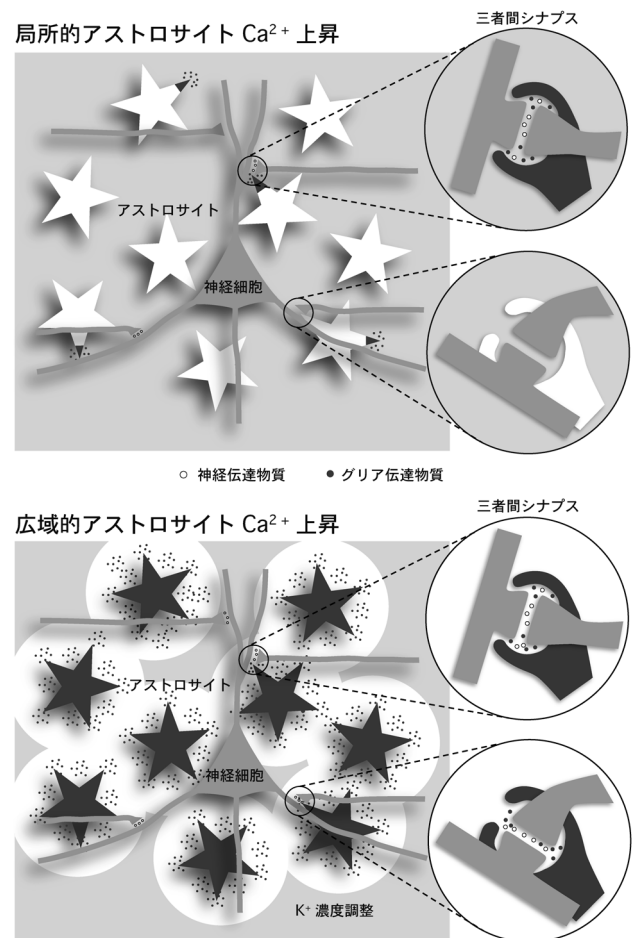 局所的アストロサイト Ca²⁺ 上昇
三者間シナプス
アストロサイト
神経細胞
○ 神経伝達物質 ● グリア伝達物質
広域的アストロサイト Ca²⁺ 上昇
三者間シナプス
アストロサイト
神経細胞
K⁺ 濃度調整